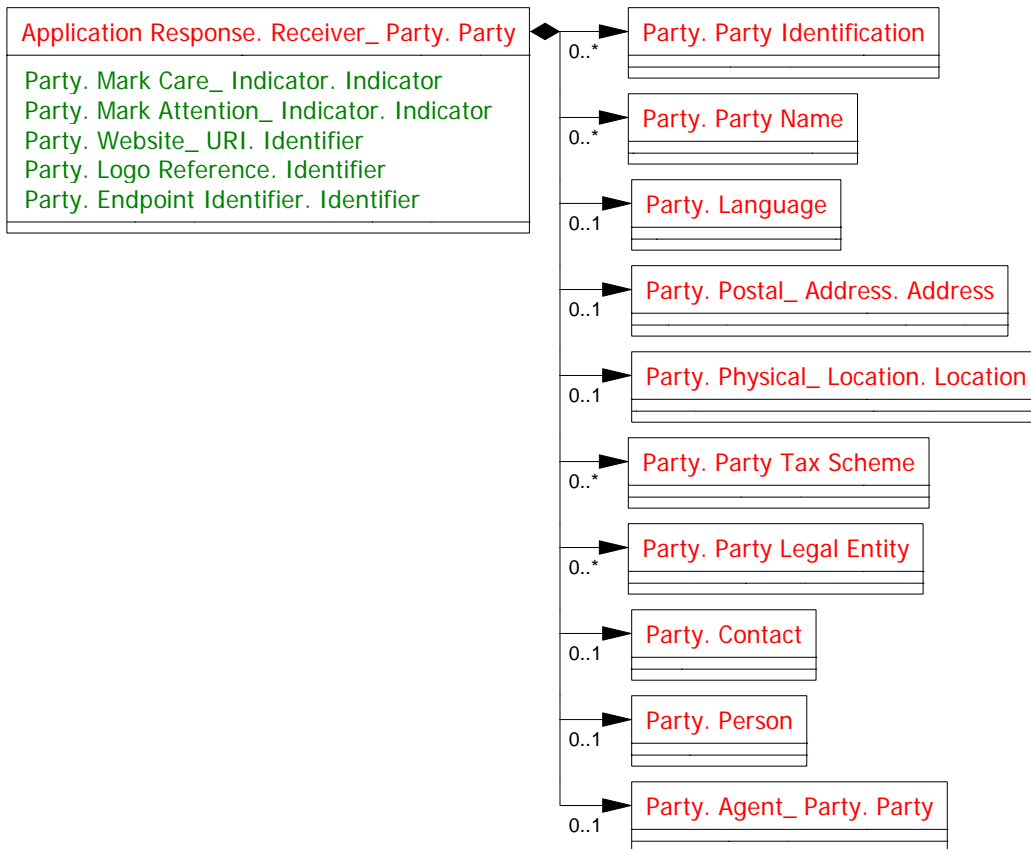 Application Response. Receiver_ Party. Party
Party. Mark Care_ Indicator. Indicator
Party. Mark Attention_ Indicator. Indicator
Party. Website_ URI. Identifier
Party. Logo Reference. Identifier
Party. Endpoint Identifier. Identifier
Party. Party Identification
0..*
Party. Party Name
0..*
Party. Language
0..1
Party. Postal_ Address. Address
0..1
Party. Physical_ Location. Location
0..1
Party. Party Tax Scheme
0..*
Party. Party Legal Entity
0..*
Party. Contact
0..1
Party. Person
0..1
Party. Agent_ Party. Party
0..1